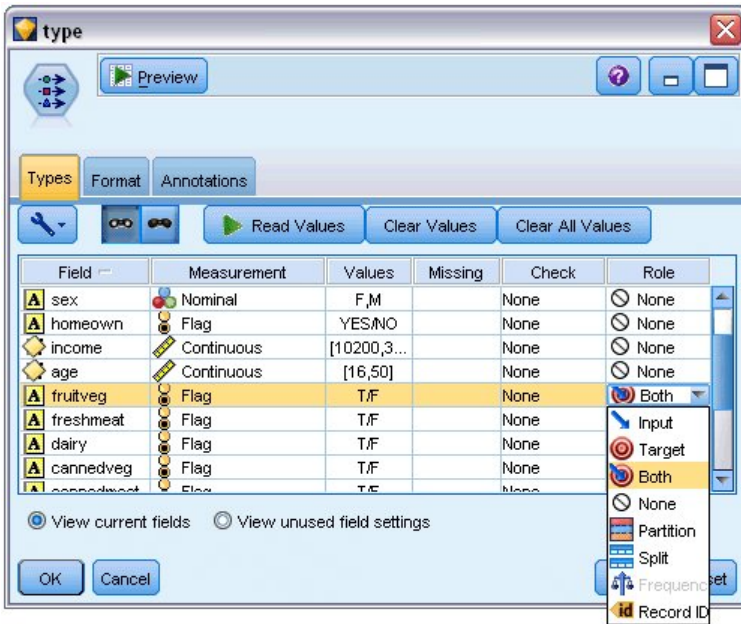 type
Preview
Types Format Annotations
Read Values Clear Values Clear All Values
Field Measurement Values Missing Check Role
A sex Nominal F,M None None
A homeown Flag YES/NO None None
income Continuous [10200,3... None None
age Continuous [16,50] None None
A fruitveg Flag T/F None Both
A freshmeat Flag T/F None Input
A dairy Flag T/F None Target
A cannedveg Flag T/F None Both
None
Partition
Split
Frequenc
id Record ID
View current fields View unused field settings
OK Cancel